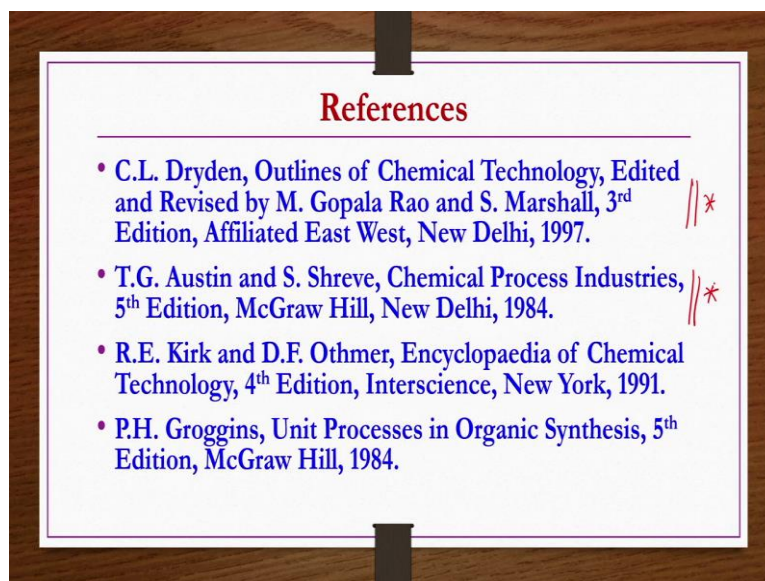 References
• C.L. Dryden, Outlines of Chemical Technology, Edited
and Revised by M. Gopala Rao and S. Marshall, 3rd
Edition, Affiliated East West, New Delhi, 1997.
• T.G. Austin and S. Shreve, Chemical Process Industries,
5th Edition, McGraw Hill, New Delhi, 1984.
• R.E. Kirk and D.F. Othmer, Encyclopaedia of Chemical
Technology, 4th Edition, Interscience, New York, 1991.
• P.H. Groggins, Unit Processes in Organic Synthesis, 5th
Edition, McGraw Hill, 1984.